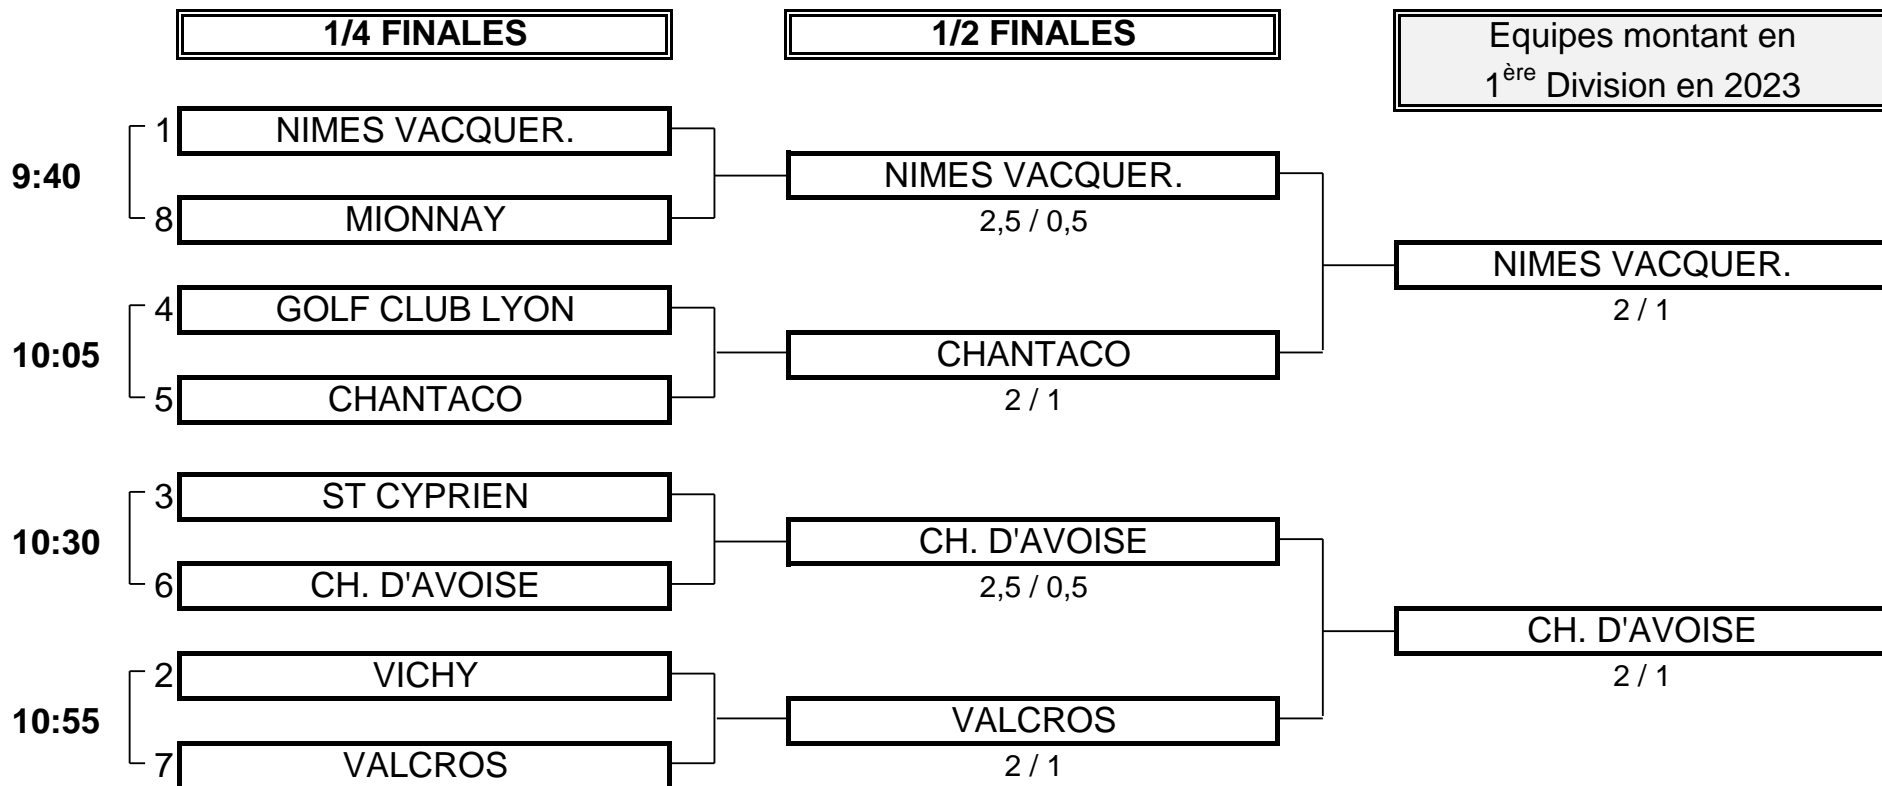 1/4 FINALES
1/2 FINALES
Equipes montant en
1ère Division en 2023
1 NIMES VACQUER.
9:40
8 MIONNAY
NIMES VACQUER.
2,5 / 0,5
4 GOLF CLUB LYON
10:05
5 CHANTACO
CHANTACO
2 / 1
NIMES VACQUER.
2 / 1
3 ST CYPRIEN
10:30
6 CH. D'AVOISE
CH. D'AVOISE
2,5 / 0,5
2 VICHY
10:55
7 VALCROS
VALCROS
2 / 1
CH. D'AVOISE
2 / 1